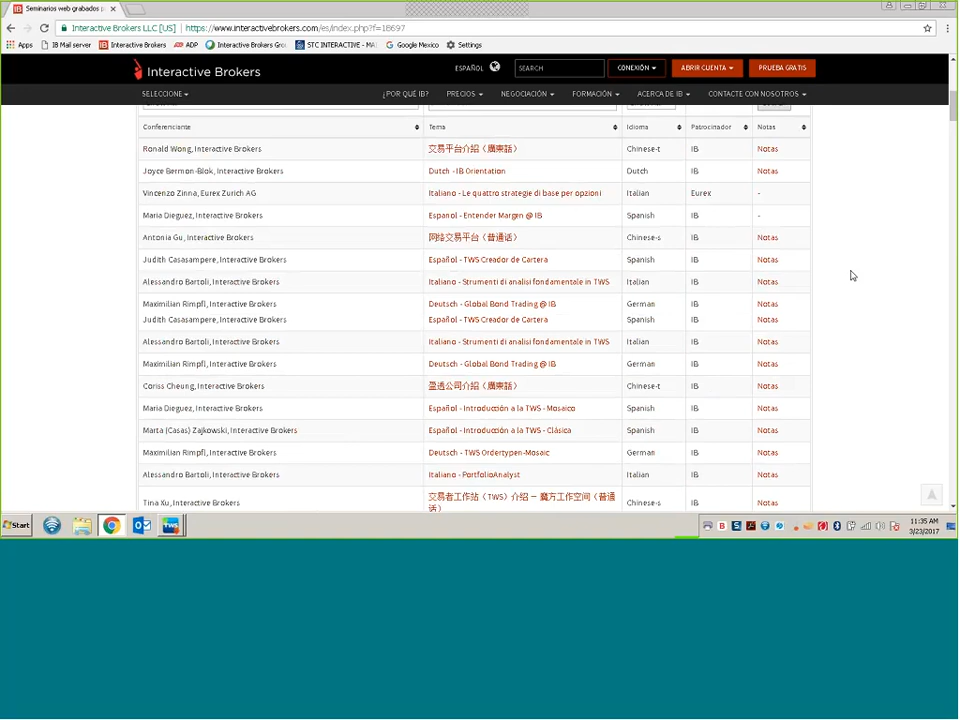 Seminarios web grabados p
Interactive Brokers LLC [US] https://www.interactivebrokers.com/es/index.php?f=18697
Apps IB Mail server Interactive Brokers ADP Interactive Brokers Gro STC INTERACTIVE - MA Google Mexico Settings
Interactive Brokers ESPAÑOL SEARCH CONEXIÓN ABRIR CUENTA PRUEBA GRATIS
SELECCIONE ¿POR QUÉ IB? PRECIOS NEGOCIACIÓN FORMACIÓN ACERCA DE IB CONTACTE CON NOSOTROS
Conferenciante Tema Idioma Patrocinador Notas
Ronald Wong, Interactive Brokers 交易平台介紹（廣東話） Chinese-t IB Notas
Joyce Berman-Blok, Interactive Brokers Dutch - IB Orientation Dutch IB Notas
Vincenzo Zinna, Eurex Zurich AG Italiano - Le quattro strategie di base per opzioni Italian Eurex -
Maria Dieguez, Interactive Brokers Espanol - Entender Margen @ IB Spanish IB -
Antonia Gu, Interactive Brokers 网络交易平台（普通话） Chinese-s IB Notas
Judith Casasampere, Interactive Brokers Español - TWS Creador de Cartera Spanish IB Notas
Alessandro Bartoli, Interactive Brokers Italiano - Strumenti di analisi fondamentale in TWS Italian IB Notas
Maximilian Rimpfl, Interactive Brokers Deutsch - Global Bond Trading @ IB German IB Notas
Judith Casasampere, Interactive Brokers Español - TWS Creador de Cartera Spanish IB Notas
Alessandro Bartoli, Interactive Brokers Italiano - Strumenti di analisi fondamentale in TWS Italian IB Notas
Maximilian Rimpfl, Interactive Brokers Deutsch - Global Bond Trading @ IB German IB Notas
Cariss Cheung, Interactive Brokers 盈透公司介紹（廣東話） Chinese-t IB Notas
Maria Dieguez, Interactive Brokers Español - Introducción a la TWS - Mosaico Spanish IB Notas
Marta (Casas) Zajkowski, Interactive Brokers Español - Introducción a la TWS - Clásica Spanish IB Notas
Maximilian Rimpfl, Interactive Brokers Deutsch - TWS Ordertypen-Mosaic German IB Notas
Alessandro Bartoli, Interactive Brokers Italiano - PortfolioAnalyst Italian IB Notas
Tina Xu, Interactive Brokers 交易者工作站（TWS）介绍 — 魔方工作空间（普通 Chinese-s IB Notas
话）
Start TWS 11:35 AM
3/23/2017